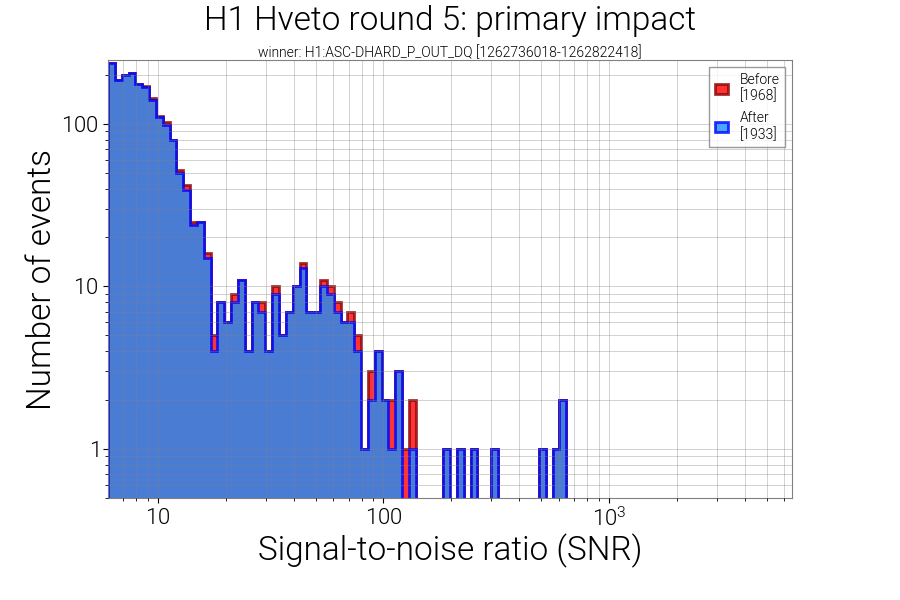 H1 Hveto round 5: primary impact
winner: H1:ASC-DHARD_P_OUT_DQ [1262736018-1262822418]
Before
[1968]
After
[1933]
100
10
1
Number of events
10
100
10³
Signal-to-noise ratio (SNR)